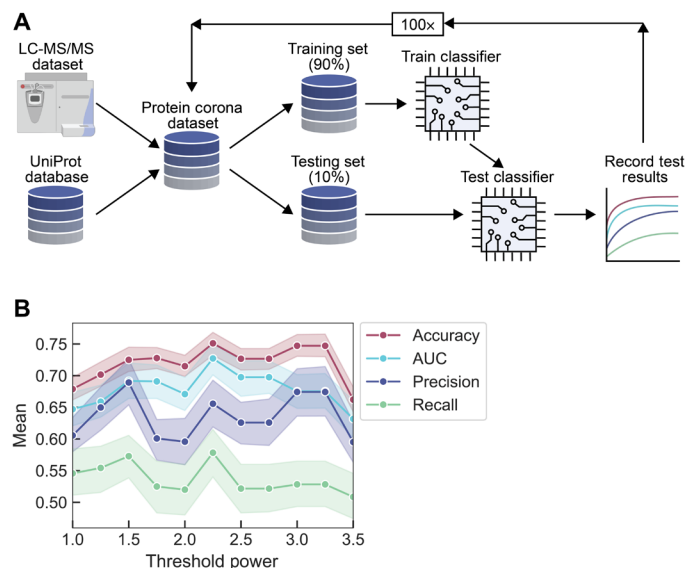 A
100×
LC-MS/MS
dataset
Training set
(90%)
Train classifier
Protein corona
dataset
UniProt
database
Testing set
(10%)
Test classifier
Record test
results
B
0.75
0.70
0.65
0.60
0.55
0.50
Mean
1.0 1.5 2.0 2.5 3.0 3.5
Threshold power
Accuracy
AUC
Precision
Recall